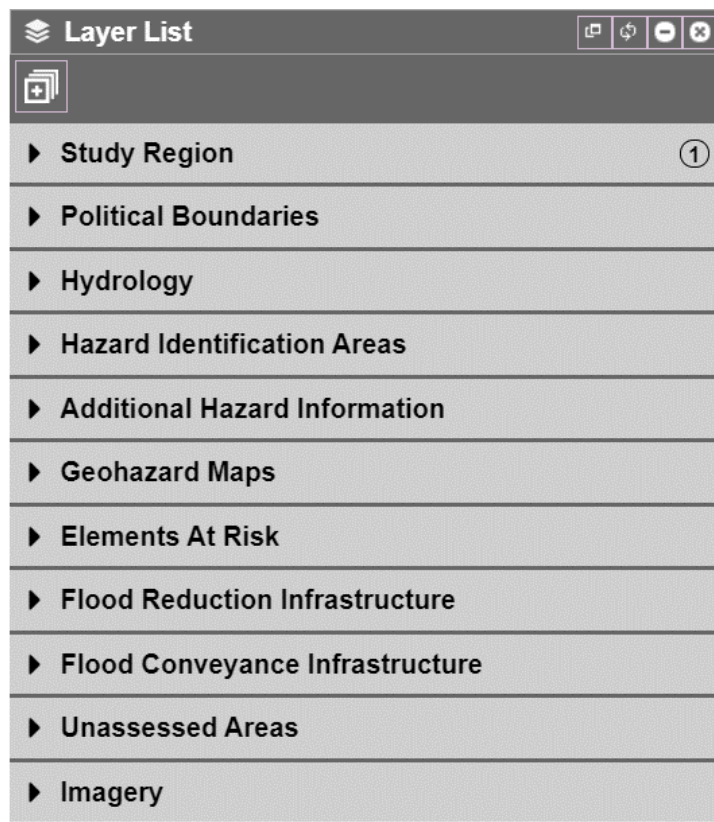 Layer List
Study Region 1
Political Boundaries
Hydrology
Hazard Identification Areas
Additional Hazard Information
Geohazard Maps
Elements At Risk
Flood Reduction Infrastructure
Flood Conveyance Infrastructure
Unassessed Areas
Imagery